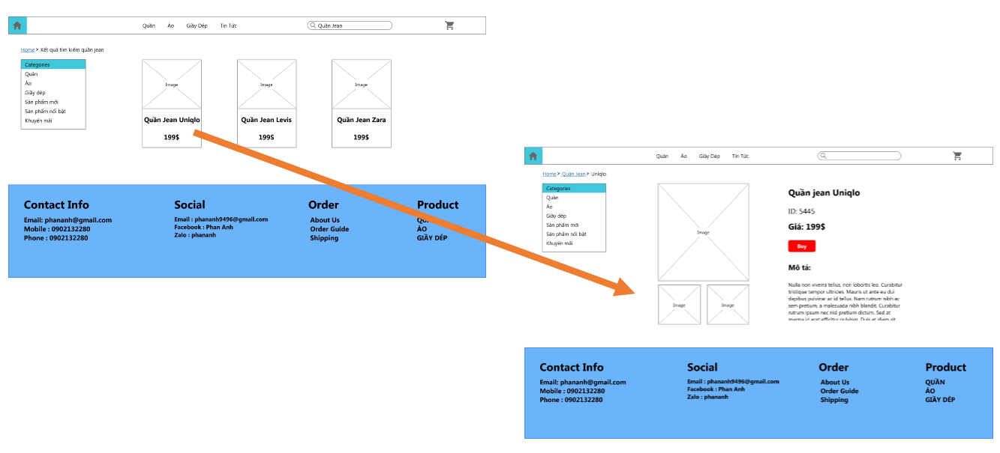 Quần Áo Giầy Dép Tin Tức Quần Jean
Home > Kết quả tìm kiếm quần jean
Categories
Quần
Áo
Giầy dép
Sản phẩm mới
Sản phẩm nổi bật
Khuyến mãi
Image
Quần Jean Uniqlo
199$
Image
Quần Jean Levis
199$
Image
Quần Jean Zara
199$
Contact Info
Email: phananh@gmail.com
Mobile : 0902132280
Phone : 0902132280
Social
Email : phananh9496@gmail.com
Facebook : Phan Anh
Zalo : phananh
Order
About Us
Order Guide
Shipping
Product
ÁO
GIẦY DÉP
Quần Áo Giầy Dép Tin Tức
Home > Quần Jean > Uniqlo
Categories
Quần
Áo
Giầy dép
Sản phẩm mới
Sản phẩm nổi bật
Khuyến mãi
Image
Image
Image
Quần jean Uniqlo
ID: 5445
Giá: 199$
Buy
Mô tả:
Nulla non viverra tellus, non lobortis leo. Curabitur
tristique tempor ultricies. Mauris ut ante eu dui
dapibus pulvinar ac id tellus. Nam rutrum nibh ac
sem pretium, a malesuada nibh blandit. Curabitur
rutrum ipsum nec nisl pretium dictum. Sed at
magna id erat efficitur pulvinar. Duis at diam sit
Contact Info
Email: phananh@gmail.com
Mobile : 0902132280
Phone : 0902132280
Social
Email : phananh9496@gmail.com
Facebook : Phan Anh
Zalo : phananh
Order
About Us
Order Guide
Shipping
Product
QUẦN
ÁO
GIẦY DÉP